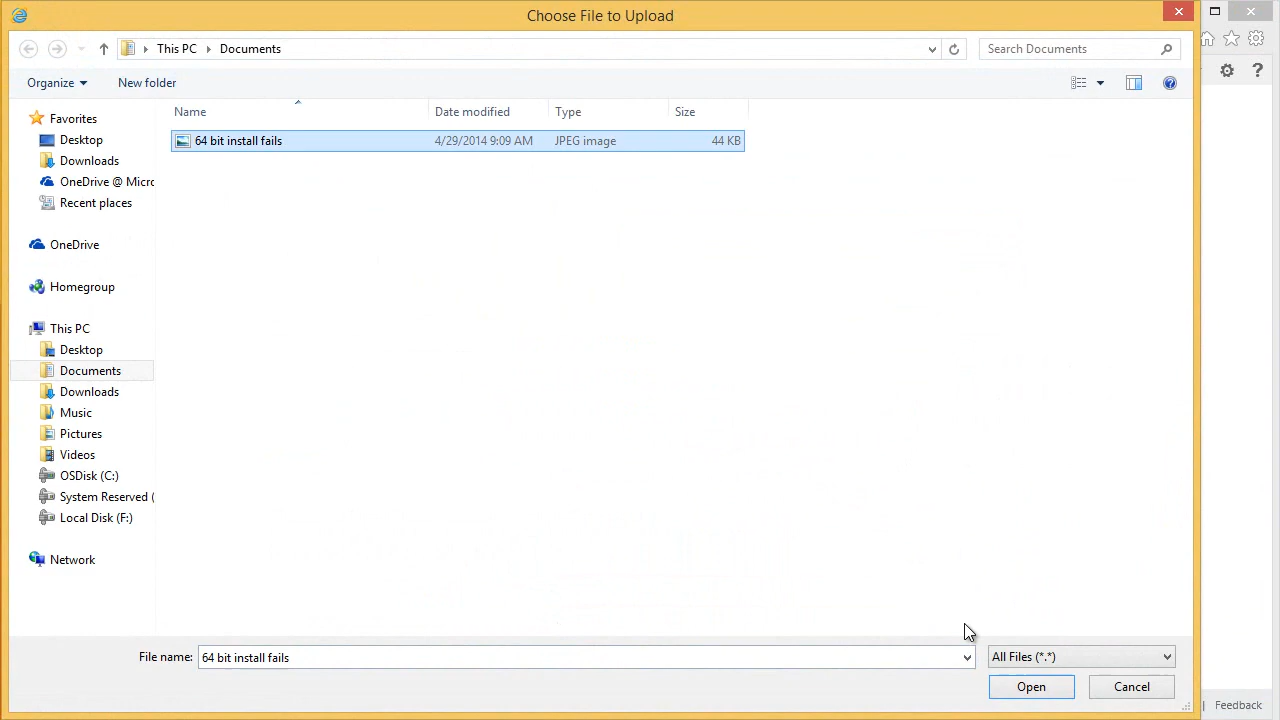 Choose File to Upload
This PC Documents
Search Documents
Organize New folder
Name Date modified Type Size
64 bit install fails 4/29/2014 9:09 AM JPEG image 44 KB
Favorites
Desktop
Downloads
OneDrive @ Micro
Recent places
OneDrive
Homegroup
This PC
Desktop
Documents
Downloads
Music
Pictures
Videos
OSDisk (C:)
System Reserved (
Local Disk (F:)
Network
File name: 64 bit install fails All Files (*.*)
Open Cancel
Feedback